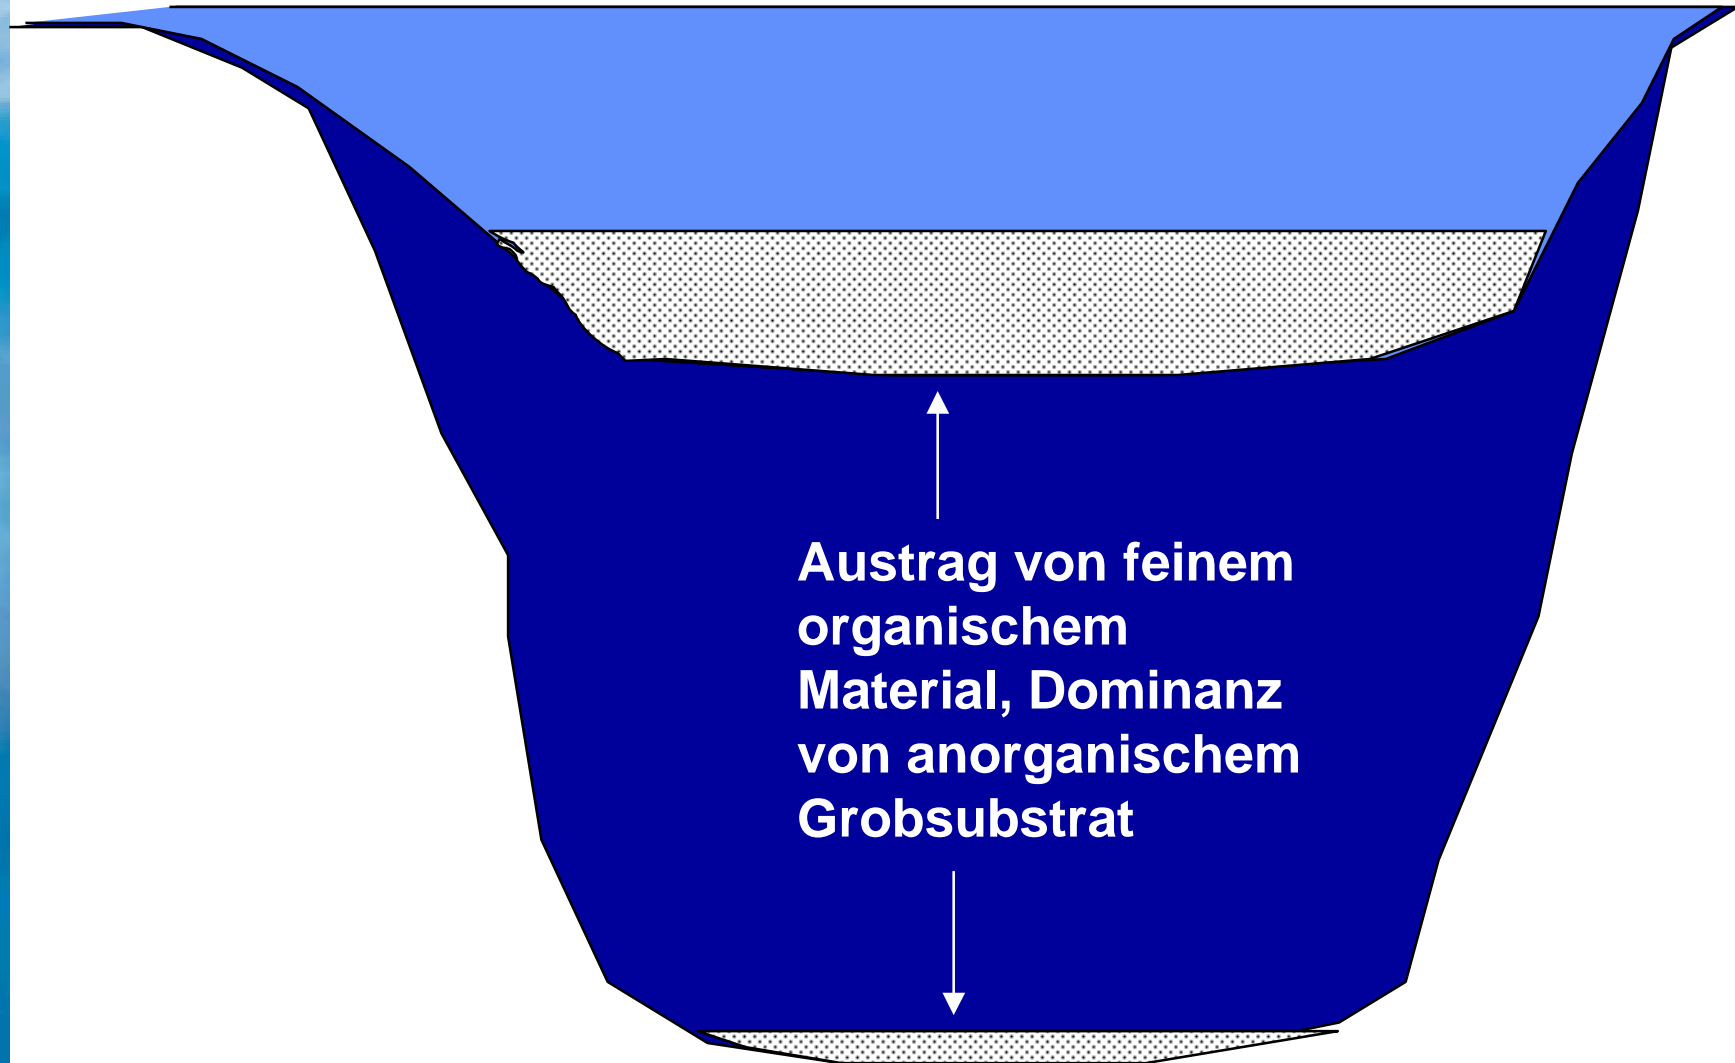 Austrag von feinem
organischem
Material, Dominanz
von anorganischem
Grobsubstrat